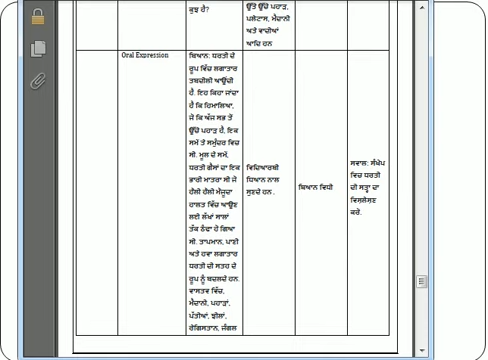 ਕੁਝ ਹੈ?
ਉੱਤੇ ਉੱਚੇ ਪਹਾੜ,
ਪਲੇਟਾਸ, ਮੈਦਾਨੀ
ਅਤੇ ਵਾਦੀਆਂ
ਆਦਿ ਹਨ
Oral Expression
ਬਿਆਨ: ਧਰਤੀ ਦੇ
ਰੂਪ ਵਿੱਚ ਲਗਾਤਾਰ
ਤਬਦੀਲੀ ਆਉਂਦੀ
ਹੈ. ਇਹ ਕਿਹਾ ਜਾਂਦਾ
ਹੈ ਕਿ ਹਿਮਾਲਿਆ,
ਜੋ ਕਿ ਅੱਜ ਸਭ ਤੋਂ
ਉੱਚੇ ਪਹਾੜ ਹੈ, ਇਕ
ਸਮੇਂ ਤੇ ਸਮੁੰਦਰ ਵਿਚ
ਸੀ. ਮੂਲ ਦੇ ਸਮੇਂ,
ਧਰਤੀ ਗੈਸਾਂ ਦਾ ਇਕ
ਭਾਰੀ ਮਾਤਰਾ ਸੀ ਜੋ
ਹੌਲੀ ਹੌਲੀ ਮੌਜੂਦਾ
ਹਾਲਤ ਵਿੱਚ ਆਉਣ
ਲਈ ਲੱਖਾਂ ਸਾਲਾਂ
ਤੱਕ ਠੰਢਾ ਹੋ ਗਿਆ
ਸੀ. ਤਾਪਮਾਨ, ਪਾਣੀ
ਅਤੇ ਹਵਾ ਲਗਾਤਾਰ
ਧਰਤੀ ਦੀ ਸਤਹ ਦੇ
ਰੂਪ ਨੂੰ ਬਦਲਦੇ ਹਨ.
ਵਾਸਤਵ ਵਿੱਚ,
ਮੈਦਾਨੀ, ਪਹਾੜਾਂ,
ਪੱਤੀਆਂ, ਝੀਲਾਂ,
ਰੇਗਿਸਤਾਨ, ਜੰਗਲ
ਵਿਦਿਆਰਥੀ
ਧਿਆਨ ਨਾਲ
ਸੁਣਦੇ ਹਨ .
ਬਿਆਨ ਵਿਧੀ
ਸਵਾਲ: ਸੰਖੇਪ
ਵਿਚ ਧਰਤੀ
ਦੀ ਸਤ੍ਹਾ ਦਾ
ਵਿਸ਼ਲੇਸ਼ਣ
ਕਰੋ.